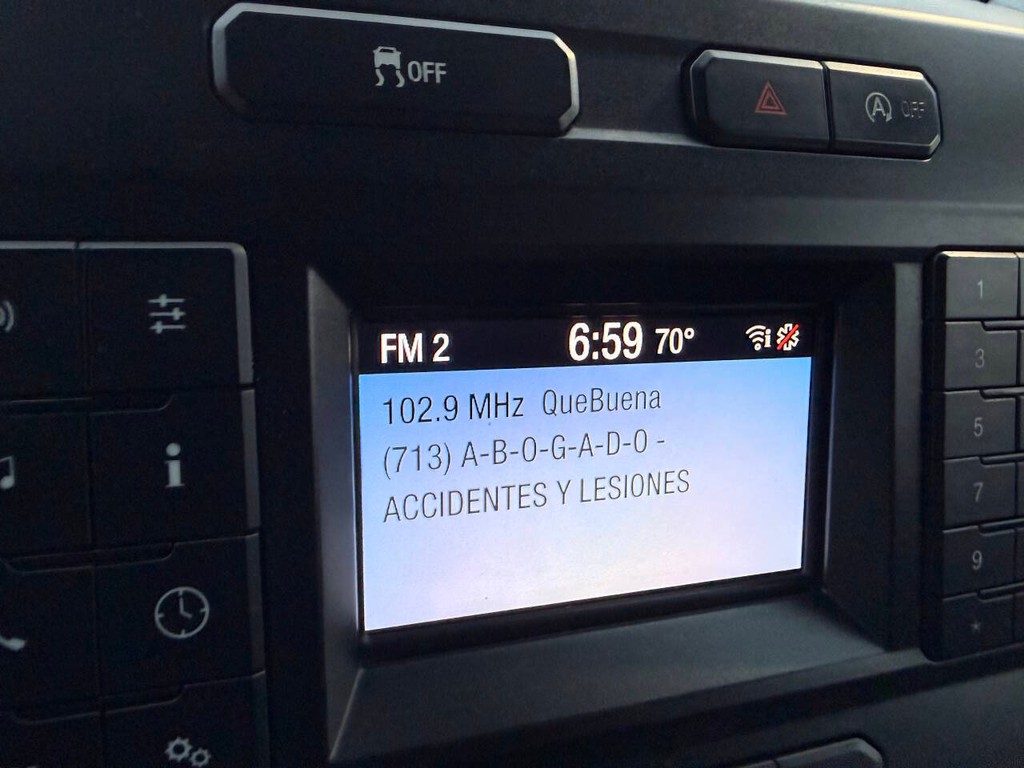 OFF
A OFF
FM 2 6:59 70° i
102.9 MHz QueBuena
(713) A-B-O-G-A-D-O -
ACCIDENTES Y LESIONES
i
1
3
5
7
9
*